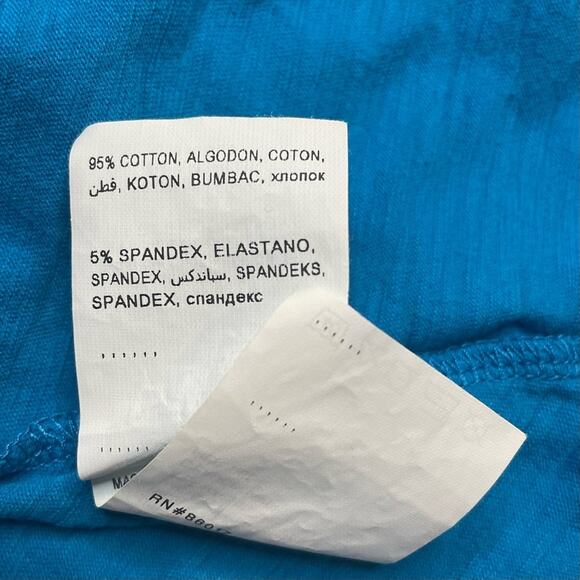 95% COTTON, ALGODON, COTON,
قطن, KOTON, BUMBAC, хлопок
5% SPANDEX, ELASTANO,
SPANDEX, سباندكس, SPANDEKS,
SPANDEX, спандекс
, , , , , ,
, , , , , ,
, , , , , ,
, , , , , ,